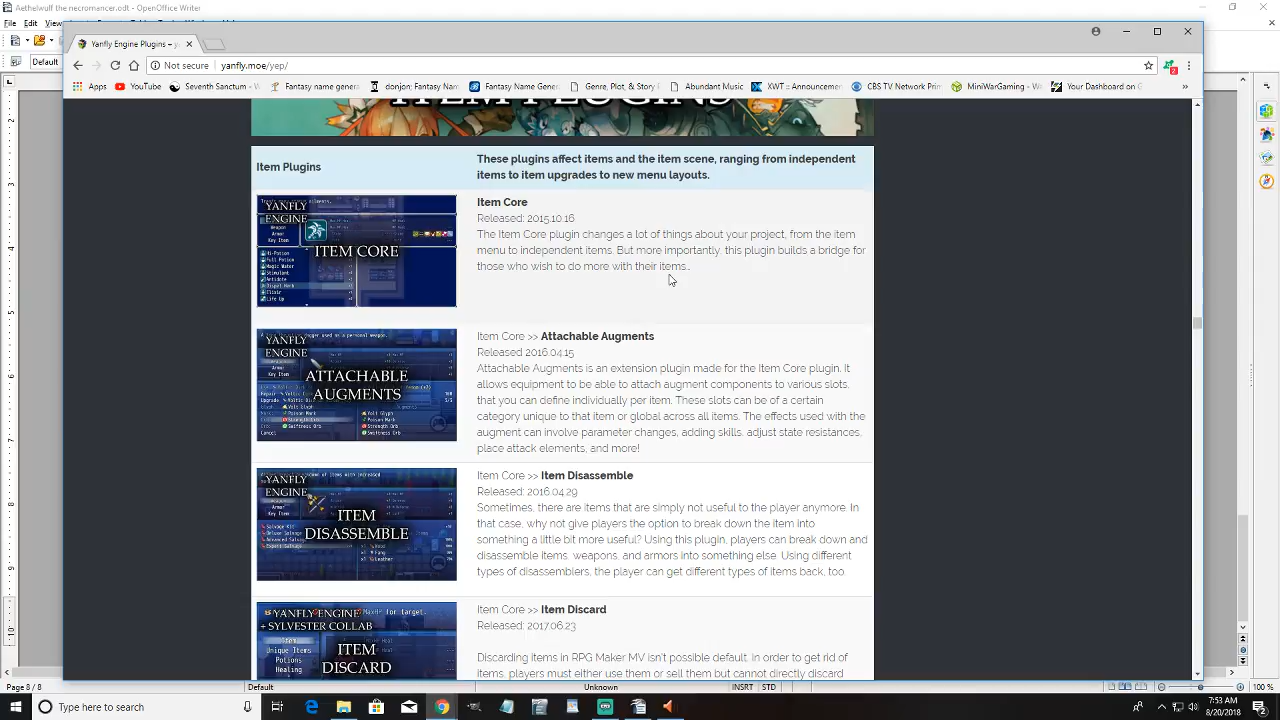 Aethelwulf the necromancer.odt - OpenOffice Writer
File Edit View
Yanfly Engine Plugins – y
Not secure yanfly.moe/yep/
Default
Apps YouTube Seventh Sanctum - Fantasy name genera donjon; Fantasy Nam Fantasy Name Gener Genre, Plot, & Story Abundant Music XWT :: Announcemen CBS TV Network Prim MiniWarGaming - W Your Dashboard on G »
ITEM PLUGINS
Item Plugins
These plugins affect items and the item scene, ranging from independent
items to item upgrades to new menu layouts.
YANFLY
ENGINE
ITEM CORE
Item Core
Released: 2015.10.16
The Item Core plugin changes a lot of things about your project, from the item
menu to independent items. But more importantly, this plugin builds a bridge for
those who want to do more with their items.
YANFLY
ENGINE
ATTACHABLE
AUGMENTS
Item Core >> Attachable Augments
Released 2016.04.15
Attachable Augments is an extension plugin made for the Item Core plugin. It
allows equipment to be able to attach augment components to various slots
that you define individually per item. These slots can be of a certain
category unique to that item or global across all items. The effects done with the
augment can involve parameter changes, adding skills, adjust state resistances,
place attack elements, and more!
YANFLY
ENGINE
ITEM
DISASSEMBLE
Item Core >> Item Disassemble
Released: 2016.04.29
Sometimes, there are items that are simply not useful to the player anymore. In
that case, why not give players the option to break down the item into
something a little but more useful? Using this plugin, players can break down and
disassemble items, weapons, and armors into something else. Using different
types of disassemblers, the player can get different types of items back, too.
YANFLY ENGINE
+ SYLVESTER COLLAB
ITEM
DISCARD
Item Core >> Item Discard
Released: 2017.06.23
Discarding items in RPG Maker MV isn't possible default. In order to get rid of
items, players must either use them or sell them but cannot directly discard
Page 8 / 8 Default Unknown INSRT STD 100 %
Type here to search
7:53 AM
8/20/2018